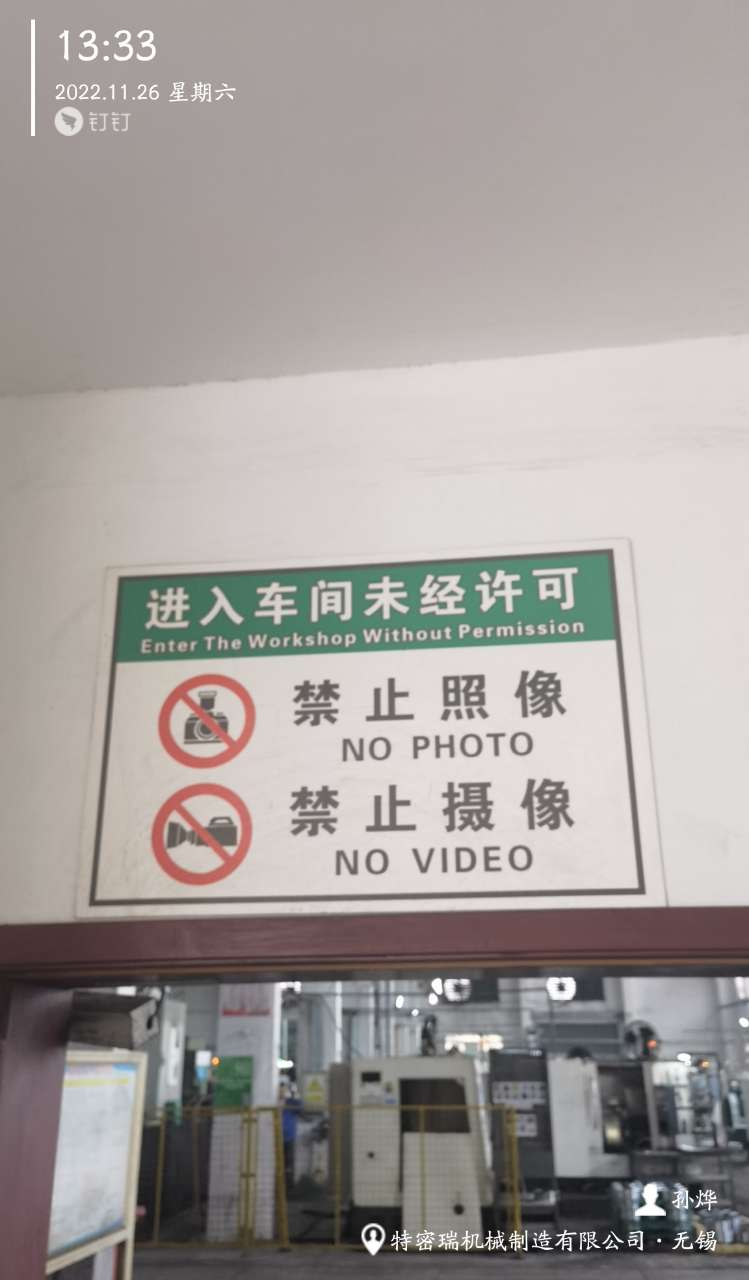 13:33
2022.11.26 星期六
钉钉
进入车间未经许可
Enter The Workshop Without Permission
禁止照像
NO PHOTO
禁止摄像
NO VIDEO
孙烨
特密瑞机械制造有限公司·无锡